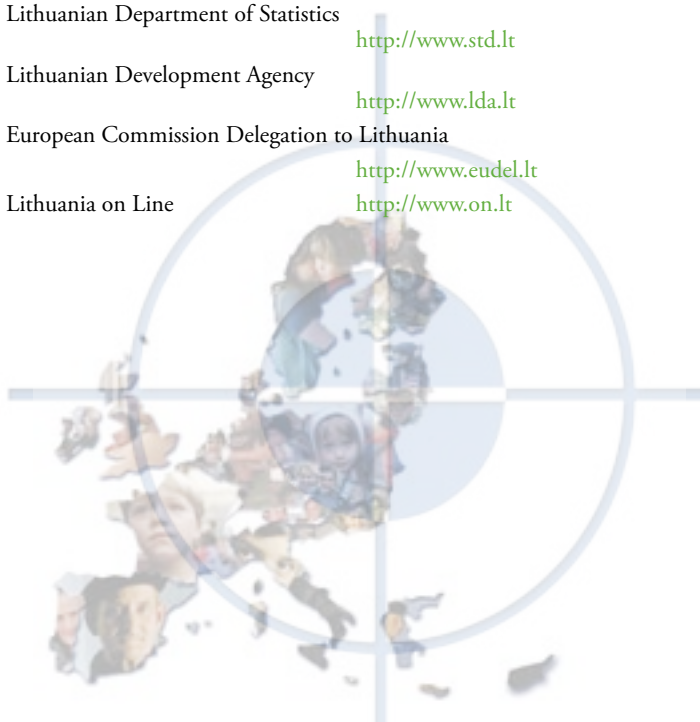 Lithuanian Department of Statistics
http://www.std.lt
Lithuanian Development Agency
http://www.lda.lt
European Commission Delegation to Lithuania
http://www.eudel.lt
Lithuania on Line http://www.on.lt